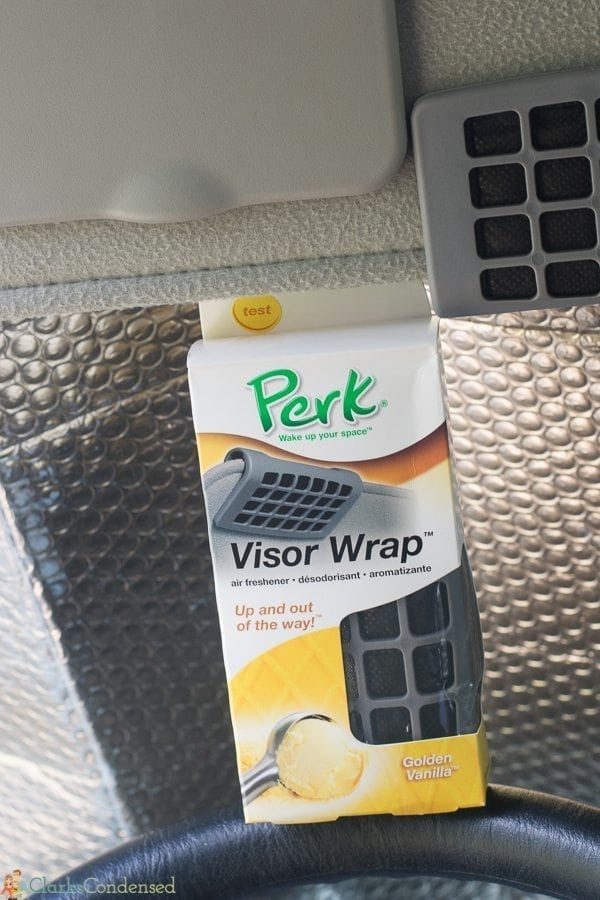 test
Perk®
Wake up your space™
Visor Wrap™
air freshener • désodorisant • aromatizante
Up and out
of the way!™
Golden
Vanilla™
ClarksCondensed